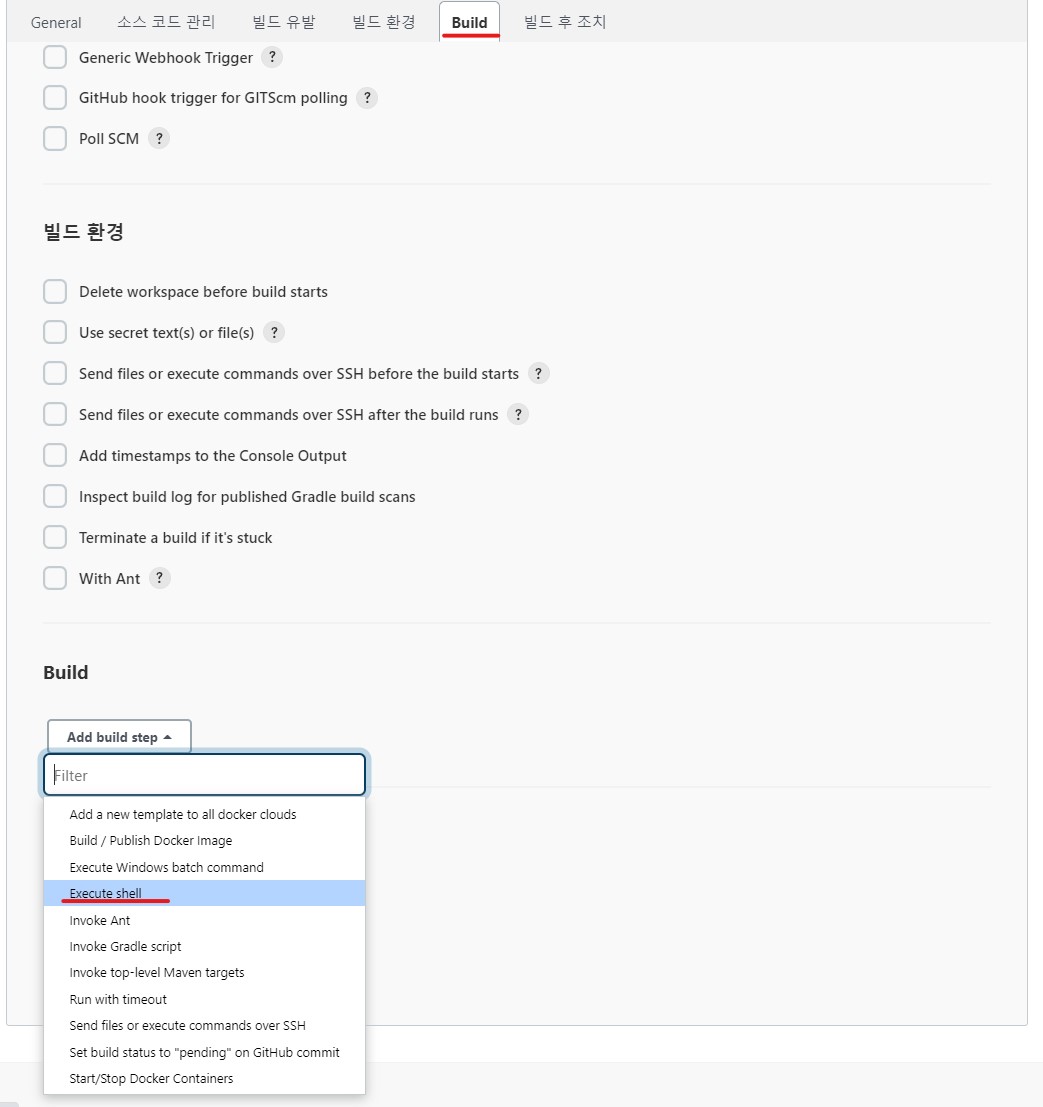 General 소스 코드 관리 빌드 유발 빌드 환경 Build 빌드 후 조치
Generic Webhook Trigger ?
GitHub hook trigger for GITScm polling ?
Poll SCM ?
빌드 환경
Delete workspace before build starts
Use secret text(s) or file(s) ?
Send files or execute commands over SSH before the build starts ?
Send files or execute commands over SSH after the build runs ?
Add timestamps to the Console Output
Inspect build log for published Gradle build scans
Terminate a build if it's stuck
With Ant ?
Build
Add build step
Filter
Add a new template to all docker clouds
Build / Publish Docker Image
Execute Windows batch command
Execute shell
Invoke Ant
Invoke Gradle script
Invoke top-level Maven targets
Run with timeout
Send files or execute commands over SSH
Set build status to "pending" on GitHub commit
Start/Stop Docker Containers